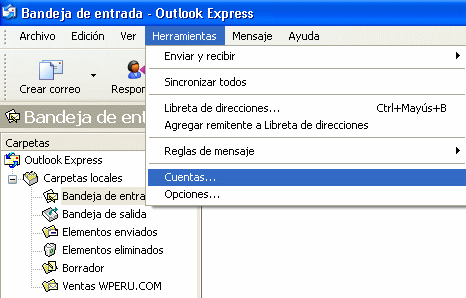 Bandeja de entrada - Outlook Express
Archivo Edición Ver Herramientas Mensaje Ayuda
Enviar y recibir
Sincronizar todos
Libreta de direcciones... Ctrl+Mayús+B
Agregar remitente a Libreta de direcciones
Reglas de mensaje
Cuentas...
Opciones...
Crear correo Respon
Bandeja de ent
Carpetas
Outlook Express
Carpetas locales
Bandeja de entra
Bandeja de salida
Elementos enviados
Elementos eliminados
Borrador
Ventas WPERU.COM